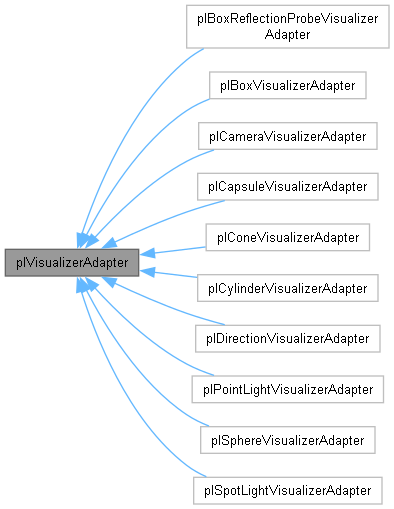 plBoxReflectionProbeVisualizer
Adapter
plBoxVisualizerAdapter
plCameraVisualizerAdapter
plCapsuleVisualizerAdapter
plConeVisualizerAdapter
plVisualizerAdapter
plCylinderVisualizerAdapter
plDirectionVisualizerAdapter
plPointLightVisualizerAdapter
plSphereVisualizerAdapter
plSpotLightVisualizerAdapter